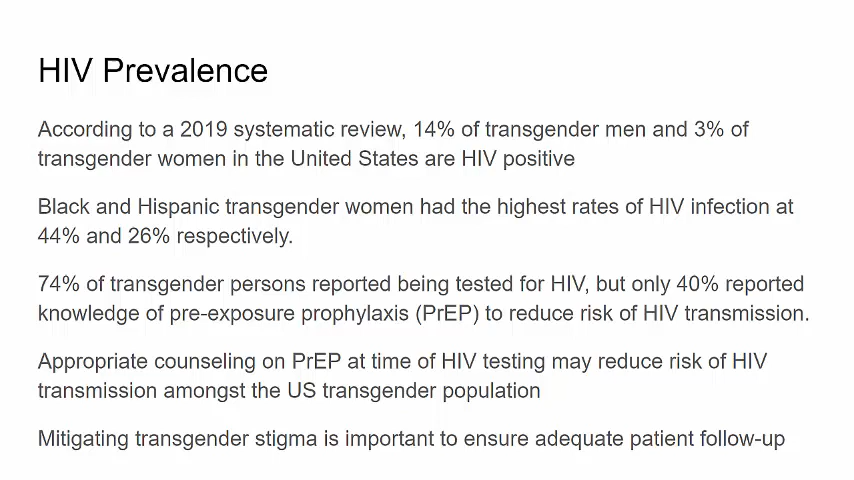 HIV Prevalence
According to a 2019 systematic review, 14% of transgender men and 3% of
transgender women in the United States are HIV positive
Black and Hispanic transgender women had the highest rates of HIV infection at
44% and 26% respectively.
74% of transgender persons reported being tested for HIV, but only 40% reported
knowledge of pre-exposure prophylaxis (PrEP) to reduce risk of HIV transmission.
Appropriate counseling on PrEP at time of HIV testing may reduce risk of HIV
transmission amongst the US transgender population
Mitigating transgender stigma is important to ensure adequate patient follow-up